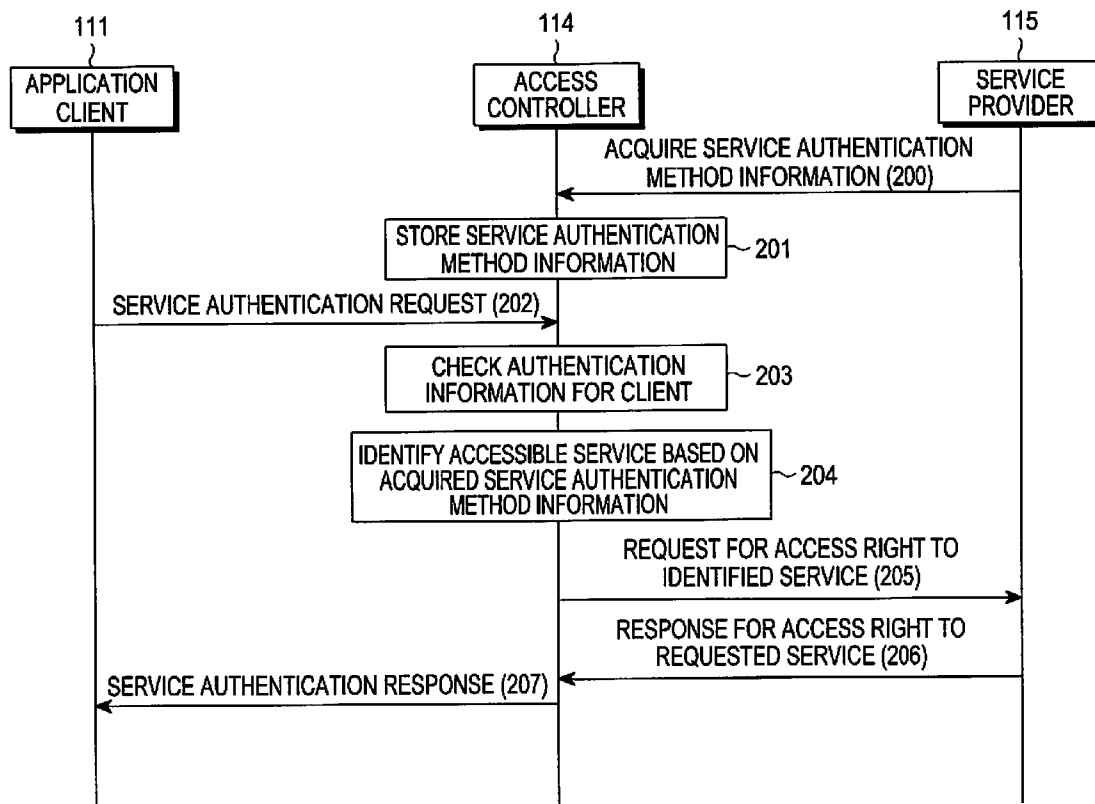 111
114
115
APPLICATION
CLIENT
ACCESS
CONTROLLER
SERVICE
PROVIDER
ACQUIRE SERVICE AUTHENTICATION
METHOD INFORMATION (200)
STORE SERVICE AUTHENTICATION
METHOD INFORMATION
201
SERVICE AUTHENTICATION REQUEST (202)
CHECK AUTHENTICATION
INFORMATION FOR CLIENT
203
IDENTIFY ACCESSIBLE SERVICE BASED ON
ACQUIRED SERVICE AUTHENTICATION
METHOD INFORMATION
204
REQUEST FOR ACCESS RIGHT TO
IDENTIFIED SERVICE (205)
RESPONSE FOR ACCESS RIGHT TO
REQUESTED SERVICE (206)
SERVICE AUTHENTICATION RESPONSE (207)